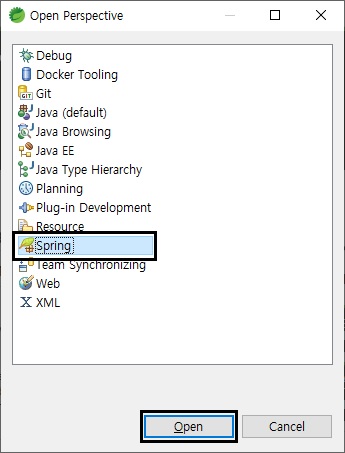 Open Perspective
Debug
Docker Tooling
Git
Java (default)
Java Browsing
Java EE
Java Type Hierarchy
Planning
Plug-in Development
Resource
Spring
Team Synchronizing
Web
XML
Open
Cancel